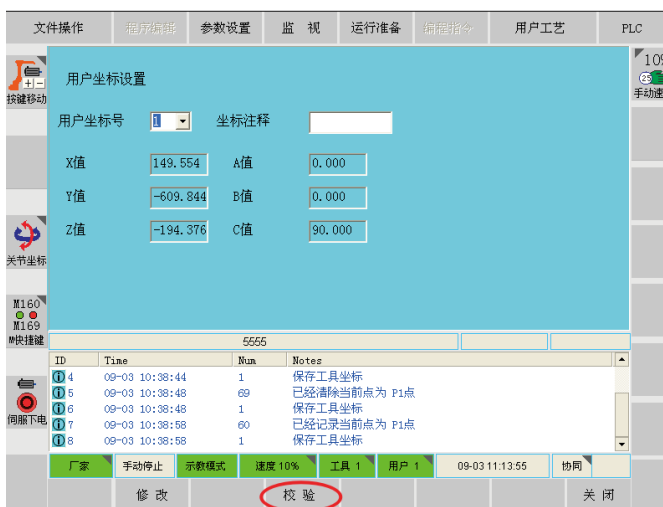 文件操作 程序编辑 参数设置 监 视 运行准备 编程指令 用户工艺 PLC
按键移动
10%
25
手动速
用户坐标设置
用户坐标号 1 坐标注释
X值 149.554 A值 0.000
Y值 -609.844 B值 0.000
Z值 -194.376 C值 90.000
关节坐标
M160
M169
M快捷键
伺服下电
5555
ID Time Num Notes
4 09-03 10:38:44 1 保存工具坐标
5 09-03 10:38:48 69 已经清除当前点为 P1点
6 09-03 10:38:48 1 保存工具坐标
7 09-03 10:38:58 60 已经记录当前点为 P1点
8 09-03 10:38:58 1 保存工具坐标
厂家 手动停止 示教模式 速度 10% 工具 1 用户 1 09-03 11:13:55 协同
修 改 校 验 关 闭